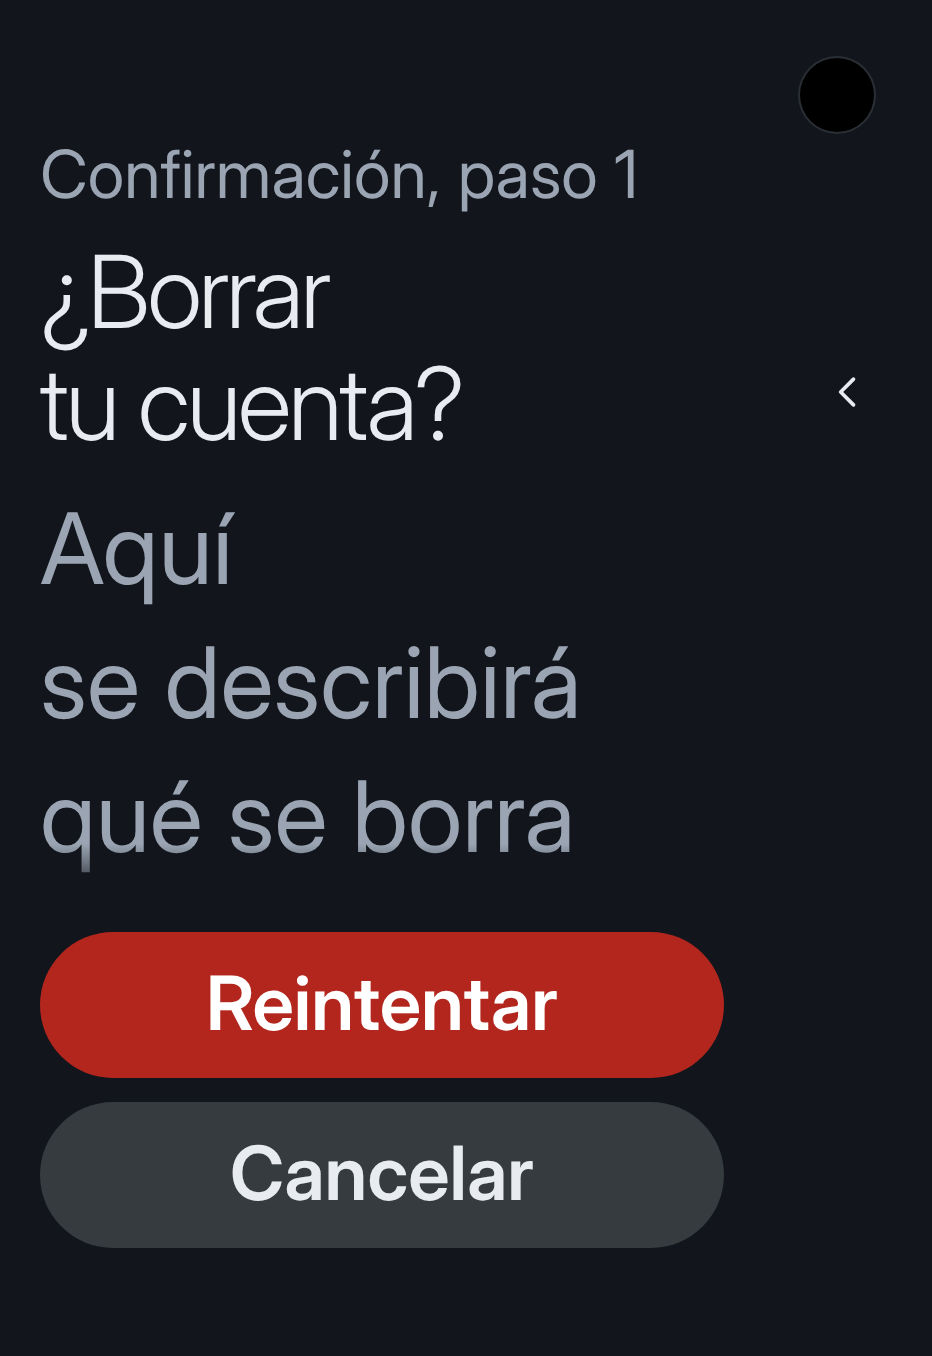 Confirmación, paso 1
¿Borrar
tu cuenta?
Aquí
se describirá
qué se borra
Reintentar
Cancelar